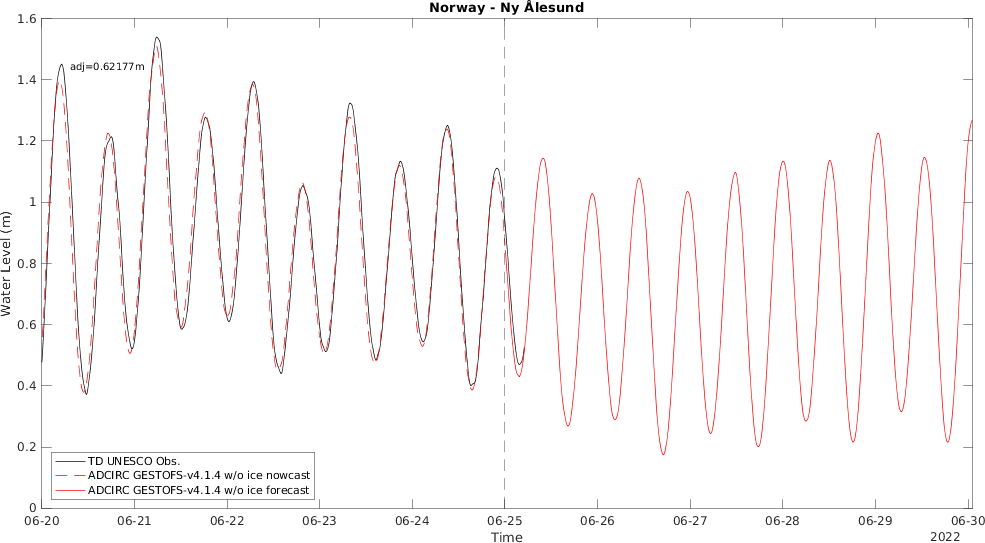 Norway - Ny Ålesund
1.6
1.4
1.2
1
0.8
0.6
0.4
0.2
0
Water Level (m)
adj=0.62177m
TD UNESCO Obs.
ADCIRC GESTOFS-v4.1.4 w/o ice nowcast
ADCIRC GESTOFS-v4.1.4 w/o ice forecast
06-20 06-21 06-22 06-23 06-24 06-25 06-26 06-27 06-28 06-29 06-30
Time
2022